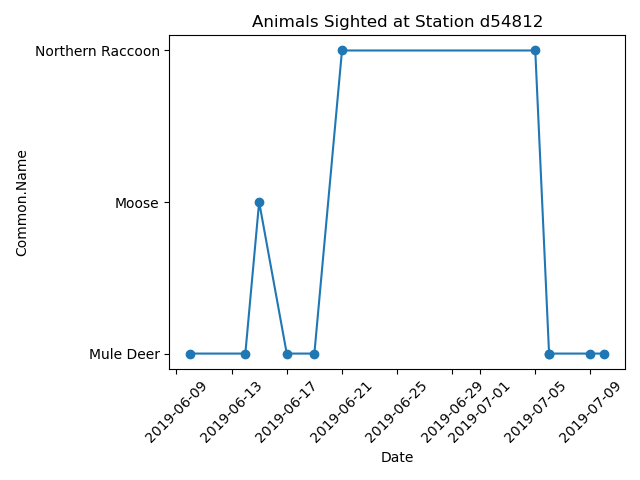 Animals Sighted at Station d54812
Northern Raccoon
Moose
Mule Deer
Common.Name
2019-06-09
2019-06-13
2019-06-17
2019-06-21
2019-06-25
2019-06-29
2019-07-01
2019-07-05
2019-07-09
Date